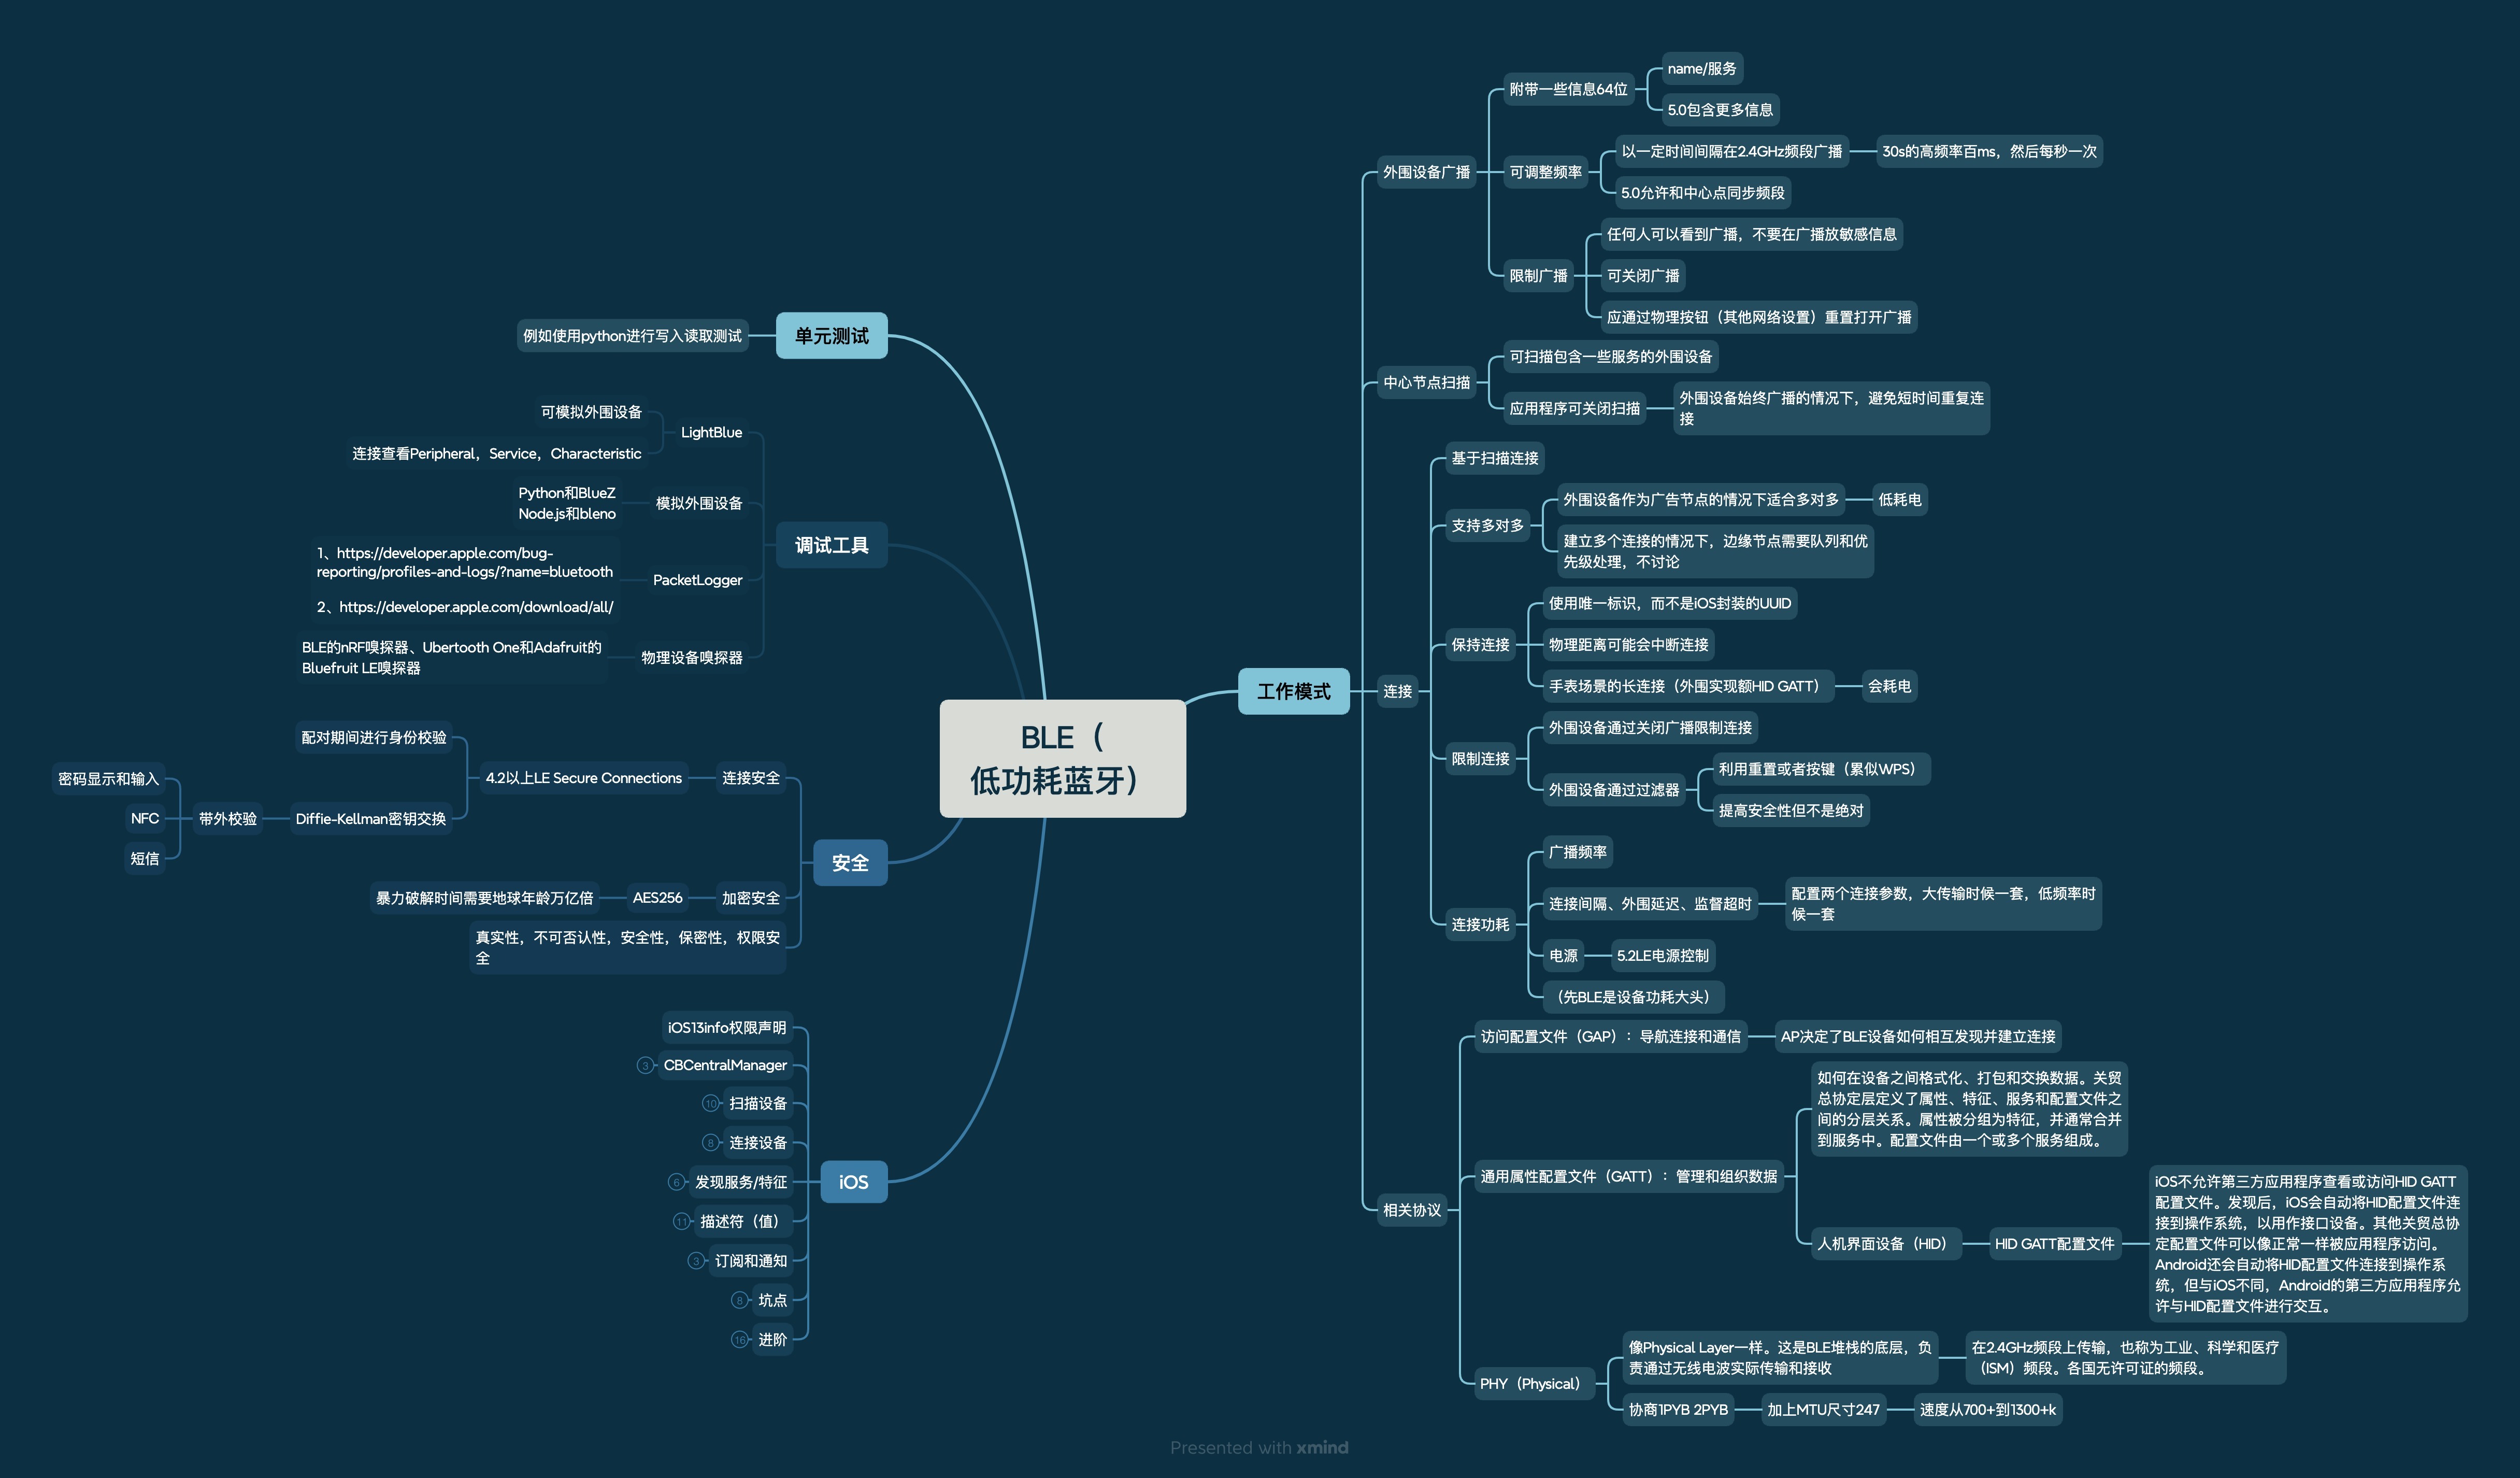 BLE（
低功耗蓝牙）
工作模式
外围设备广播
附带一些信息64位
name/服务
5.0包含更多信息
可调整频率
以一定时间间隔在2.4GHz频段广播
30s的高频率百ms，然后每秒一次
5.0允许和中心点同步频段
限制广播
任何人可以看到广播，不要在广播放敏感信息
可关闭广播
应通过物理按钮（其他网络设置）重置打开广播
中心节点扫描
可扫描包含一些服务的外围设备
应用程序可关闭扫描
外围设备始终广播的情况下，避免短时间重复连
接
连接
基于扫描连接
支持多对多
外围设备作为广告节点的情况下适合多对多
低耗电
建立多个连接的情况下，边缘节点需要队列和优
先级处理，不讨论
保持连接
使用唯一标识，而不是iOS封装的UUID
物理距离可能会中断连接
手表场景的长连接（外围实现额HID GATT）
会耗电
限制连接
外围设备通过关闭广播限制连接
外围设备通过过滤器
利用重置或者按键（累似WPS）
提高安全性但不是绝对
连接功耗
广播频率
连接间隔、外围延迟、监督超时
配置两个连接参数，大传输时候一套，低频率时
候一套
电源
5.2LE电源控制
（先BLE是设备功耗大头）
相关协议
访问配置文件（GAP）：导航连接和通信
AP决定了BLE设备如何相互发现并建立连接
通用属性配置文件（GATT）：管理和组织数据
如何在设备之间格式化、打包和交换数据。关贸
总协定层定义了属性、特征、服务和配置文件之
间的分层关系。属性被分组为特征，并通常合并
到服务中。配置文件由一个或多个服务组成。
人机界面设备（HID）
HID GATT配置文件
iOS不允许第三方应用程序查看或访问HID GATT
配置文件。发现后，iOS会自动将HID配置文件连
接到操作系统，以用作接口设备。其他关贸总协
定配置文件可以像正常一样被应用程序访问。
Android还会自动将HID配置文件连接到操作系
统，但与iOS不同，Android的第三方应用程序允
许与HID配置文件进行交互。
PHY（Physical）
像Physical Layer一样。这是BLE堆栈的底层，负
责通过无线电波实际传输和接收
在2.4GHz频段上传输，也称为工业、科学和医疗
（ISM）频段。各国无许可证的频段。
协商1PYB 2PYB
加上MTU尺寸247
速度从700+到1300+k
单元测试
例如使用python进行写入读取测试
调试工具
LightBlue
可模拟外围设备
连接查看Peripheral，Service，Characteristic
模拟外围设备
Python和BlueZ
Node.js和bleno
PacketLogger
1、https://developer.apple.com/bug-
reporting/profiles-and-logs/?name=bluetooth
2、https://developer.apple.com/download/all/
物理设备嗅探器
BLE的nRF嗅探器、Ubertooth One和Adafruit的
Bluefruit LE嗅探器
安全
连接安全
4.2以上LE Secure Connections
配对期间进行身份校验
Diffie-Kellman密钥交换
带外校验
密码显示和输入
NFC
短信
加密安全
AES256
暴力破解时间需要地球年龄万亿倍
真实性，不可否认性，安全性，保密性，权限安
全
iOS
iOS13info权限声明
CBCentralManager
3
扫描设备
10
连接设备
8
发现服务/特征
6
描述符（值）
11
订阅和通知
3
坑点
8
进阶
16
Presented with xmind